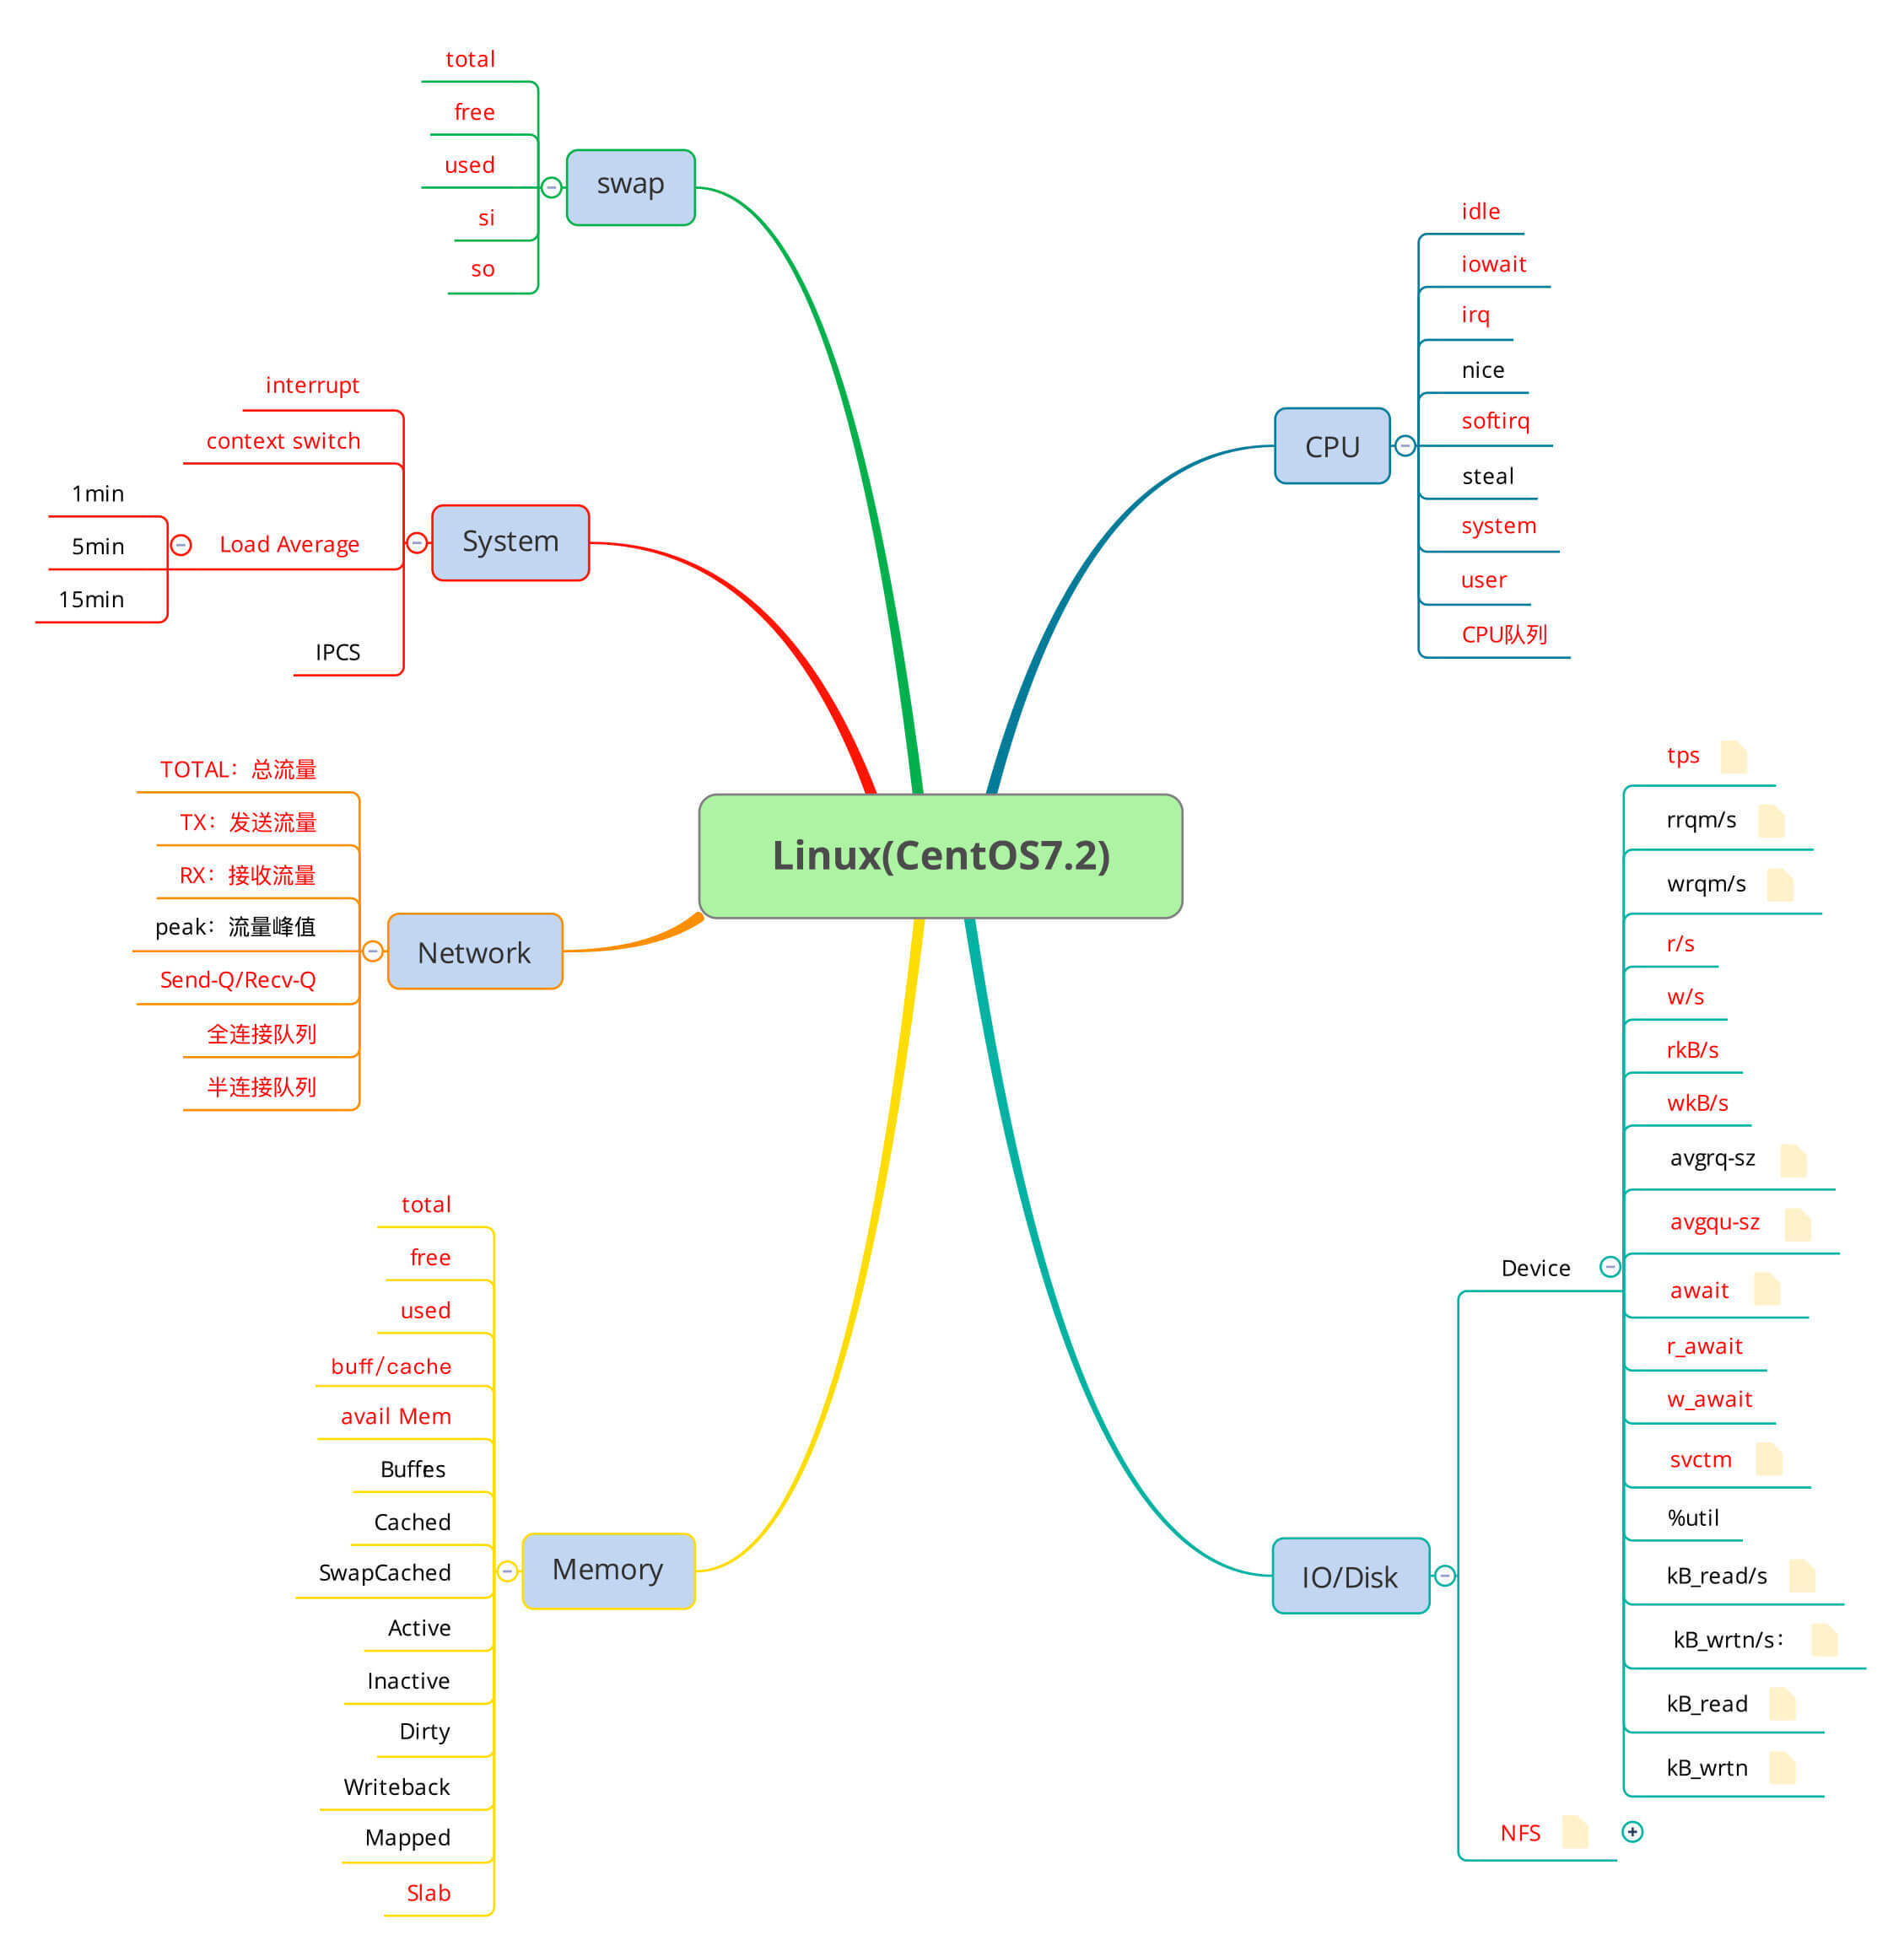 Linux(CentOS7.2)
swap
total
free
used
si
so
System
interrupt
context switch
Load Average
1min
5min
15min
IPCS
Network
TOTAL：总流量
TX：发送流量
RX：接收流量
peak：流量峰值
Send-Q/Recv-Q
全连接队列
半连接队列
Memory
total
free
used
buff/cache
avail Mem
Buffes
Cached
SwapCached
Active
Inactive
Dirty
Writeback
Mapped
Slab
CPU
idle
iowait
irq
nice
softirq
steal
system
user
CPU队列
IO/Disk
Device
tps
rrqm/s
wrqm/s
r/s
w/s
rkB/s
wkB/s
avgrq-sz
avgqu-sz
await
r_await
w_await
svctm
%util
kB_read/s
kB_wrtn/s：
kB_read
kB_wrtn
NFS